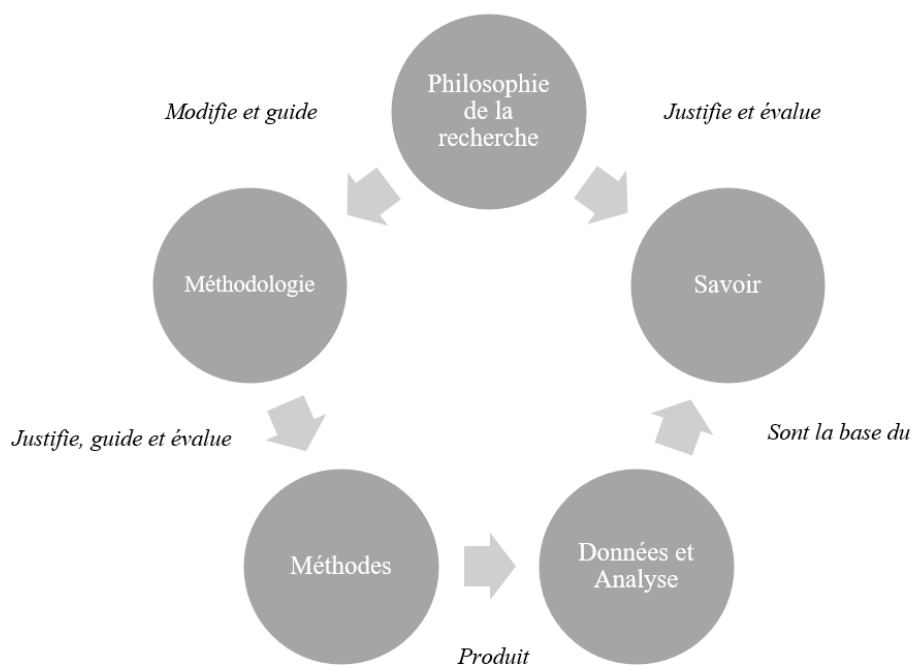 Philosophie
de la
recherche
Modifie et guide
Justifie et évalue
Méthodologie
Savoir
Justifie, guide et évalue
Sont la base du
Méthodes
Données et
Analyse
Produit